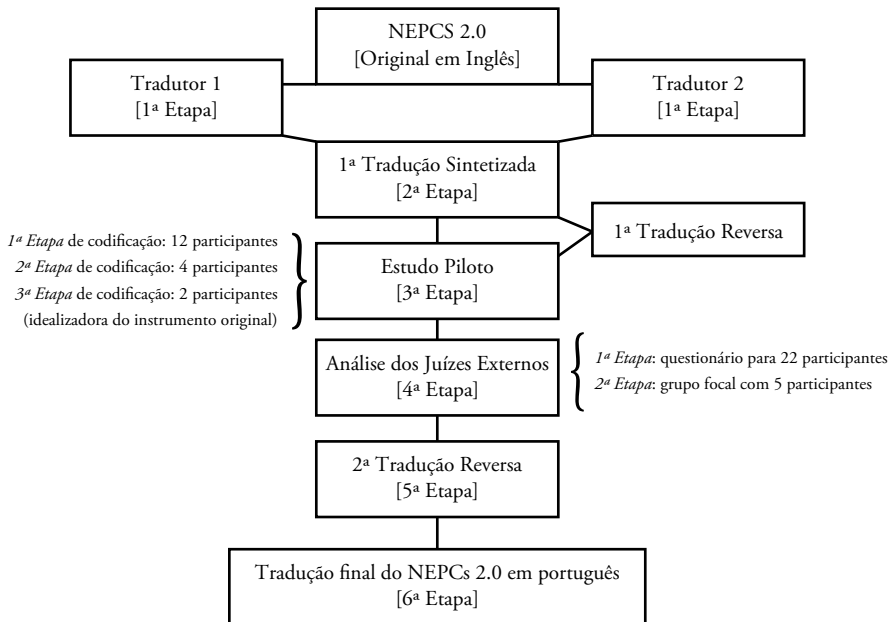 NEPCS 2.0
[Original em Inglês]
Tradutor 1
[1ª Etapa]
Tradutor 2
[1ª Etapa]
1ª Tradução Sintetizada
[2ª Etapa]
1ª Tradução Reversa
1ª Etapa de codificação: 12 participantes
2ª Etapa de codificação: 4 participantes
3ª Etapa de codificação: 2 participantes
(idealizadora do instrumento original)
Estudo Piloto
[3ª Etapa]
Análise dos Juízes Externos
[4ª Etapa]
1ª Etapa: questionário para 22 participantes
2ª Etapa: grupo focal com 5 participantes
2ª Tradução Reversa
[5ª Etapa]
Tradução final do NEPCs 2.0 em português
[6ª Etapa]